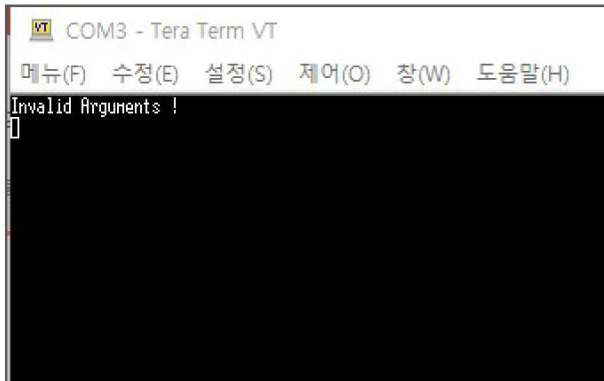 COM3 - Tera Term VT
메뉴(F) 수정(E) 설정(S) 제어(O) 창(W) 도움말(H)
Invalid Arguments !